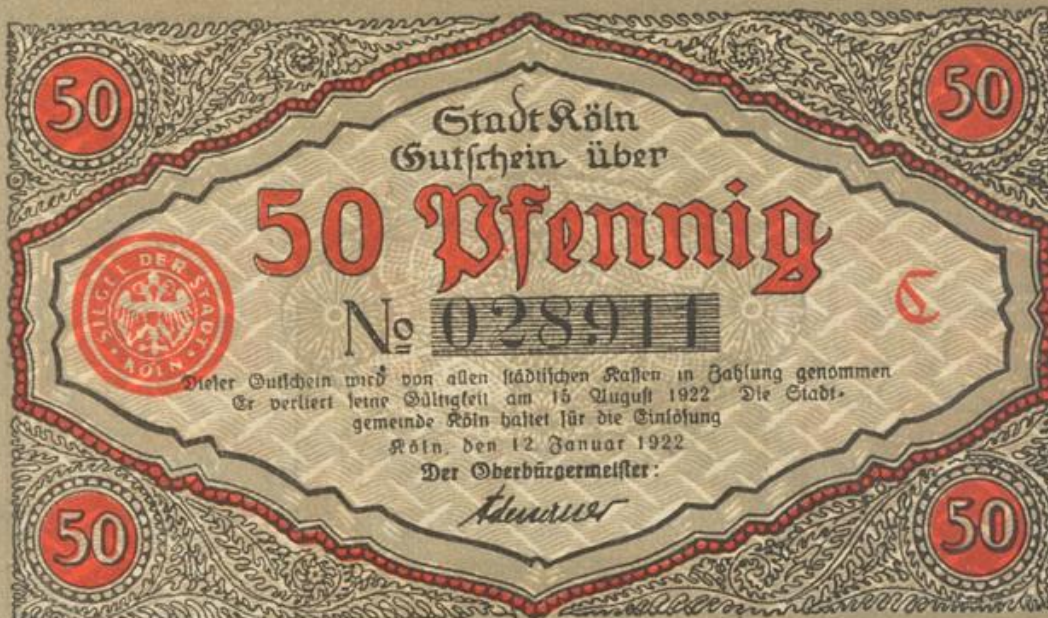 50
50
Stadt Köln
Gutschein über
50 Pfennig
SIEGEL DER STADT
KÖLN
C
No 028911
Dieser Gutschein wird von allen städtischen Kassen in Zahlung genommen
Er verliert seine Gültigkeit am 15 August 1922 Die Stadt-
gemeinde Köln haftet für die Einlösung
Köln, den 12 Januar 1922
Der Oberbürgermeister:
Adenauer
50
50